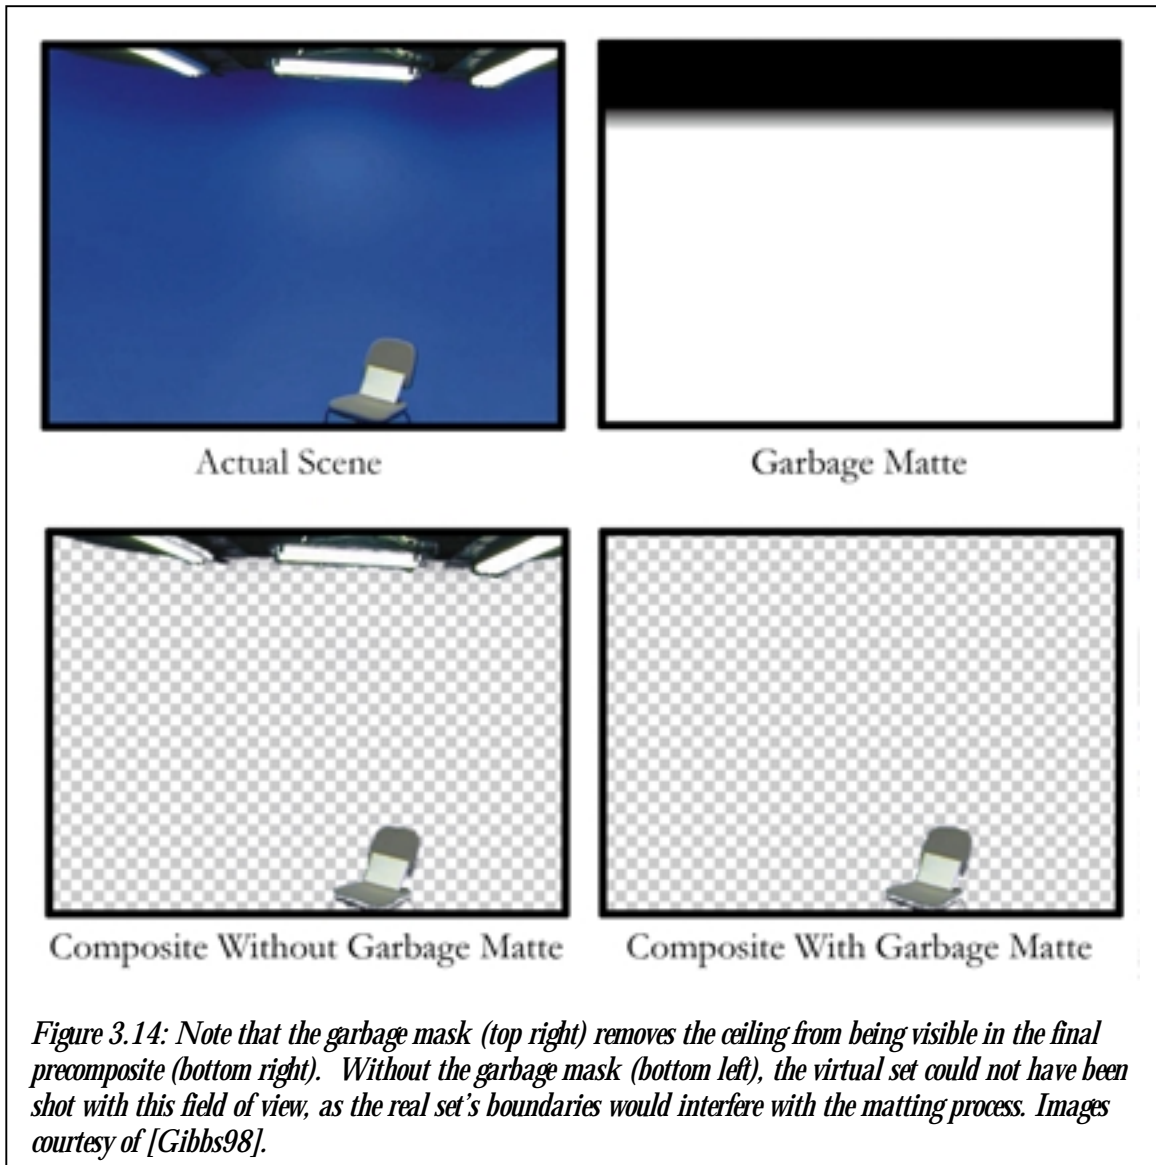 Actual Scene
Garbage Matte
Composite Without Garbage Matte
Composite With Garbage Matte
Figure 3.14: Note that the garbage mask (top right) removes the ceiling from being visible in the final
precomposite (bottom right). Without the garbage mask (bottom left), the virtual set could not have been
shot with this field of view, as the real set's boundaries would interfere with the matting process. Images
courtesy of [Gibbs98].